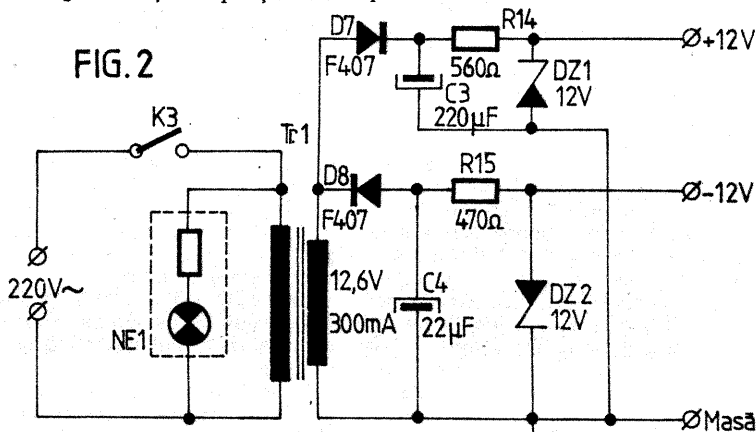 FIG. 2
K3
220V~
NE1
Tr1
12,6V
300mA
D7
F407
R14
560Ω
C3
220µF
DZ1
12V
+12V
D8
F407
R15
470Ω
C4
22µF
DZ2
12V
-12V
Masă